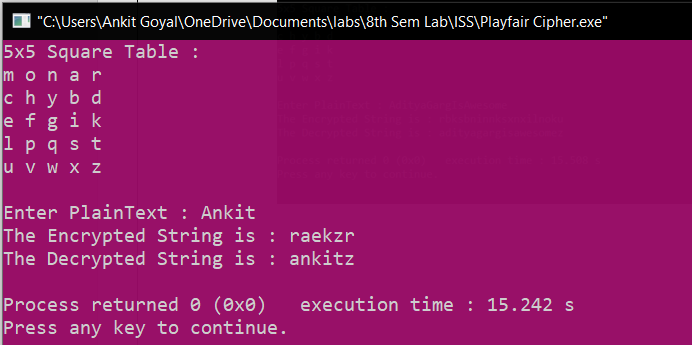 "C:\Users\Ankit Goyal\OneDrive\Documents\labs\8th Sem Lab\ISS\Playfair Cipher.exe"
5x5 Square Table :
m o n a r
c h y b d
e f g i k
l p q s t
u v w x z
Enter PlainText : Ankit
The Encrypted String is : raekzr
The Decrypted String is : ankitz
Process returned 0 (0x0)   execution time : 15.242 s
Press any key to continue.